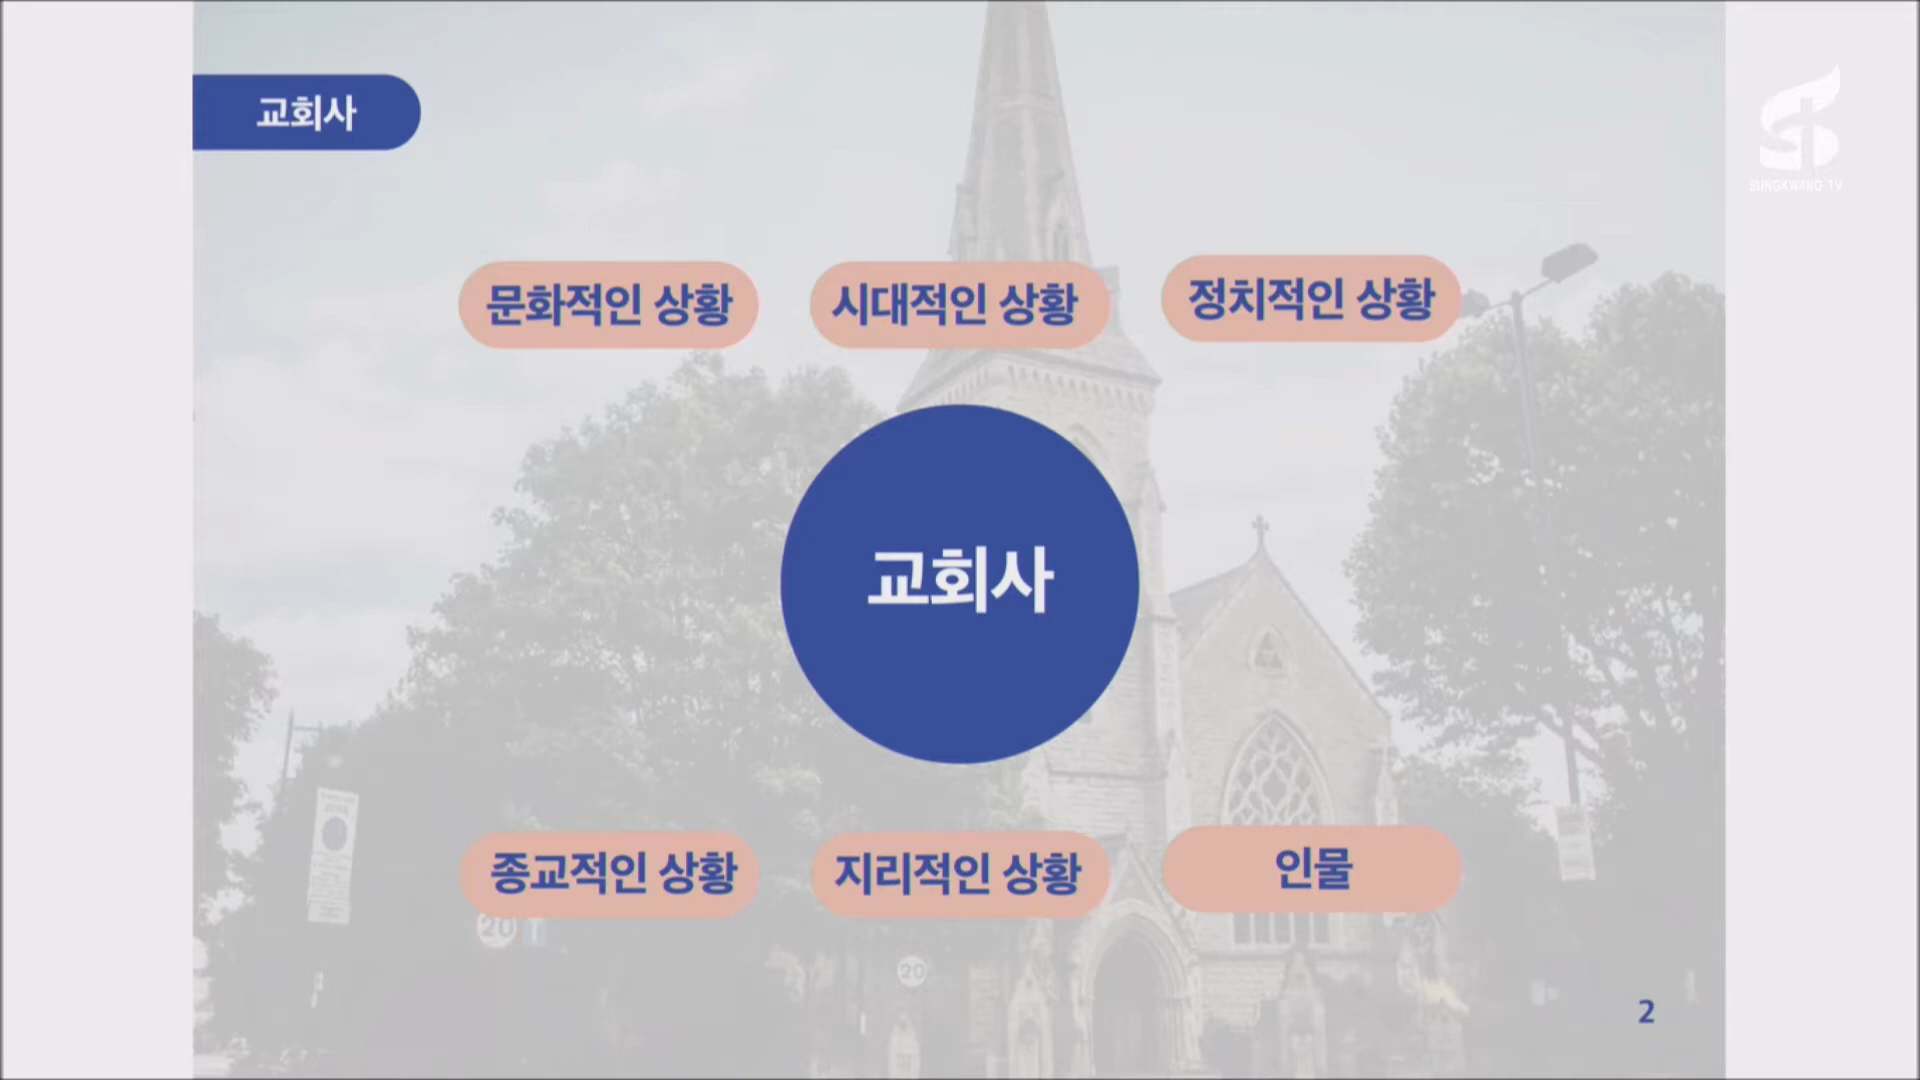 교회사
SUNGKWANG TV
문화적인 상황
시대적인 상황
정치적인 상황
교회사
종교적인 상황
지리적인 상황
인물
20
20
2